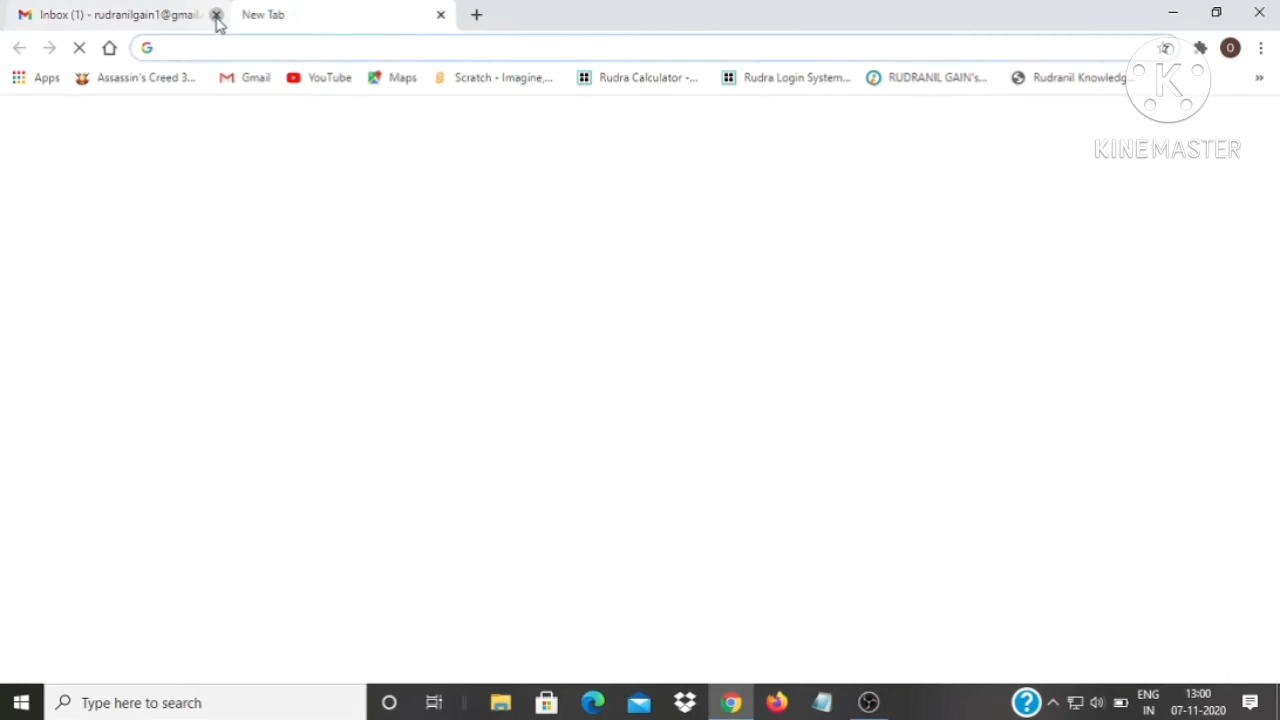 Inbox (1) - rudranilgain1@gmail
New Tab
Apps
Assassin's Creed 3...
Gmail
YouTube
Maps
Scratch - Imagine,...
Rudra Calculator -...
Rudra Login System...
RUDRANIL GAIN's...
Rudranil Knowledg
»
O
K
KINEMASTER
Type here to search
ENG
IN
13:00
07-11-2020